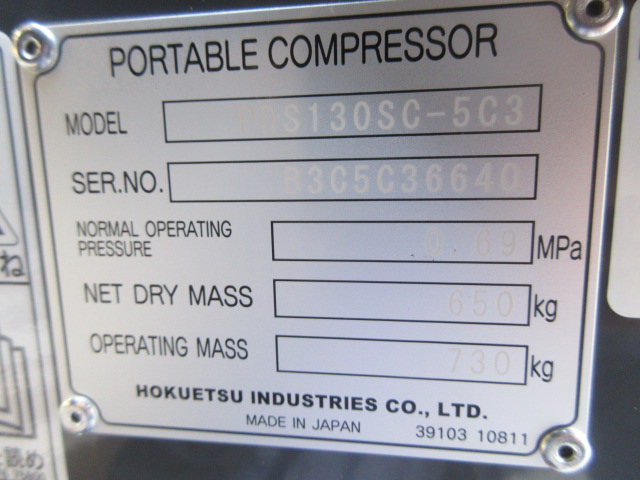 PORTABLE COMPRESSOR
MODEL PDS130SC-5C3
SER.NO. B3C5C36640
NORMAL OPERATING
PRESSURE 0.69 MPa
NET DRY MASS 650 kg
OPERATING MASS 730 kg
HOKUETSU INDUSTRIES CO., LTD.
MADE IN JAPAN 39103 10811